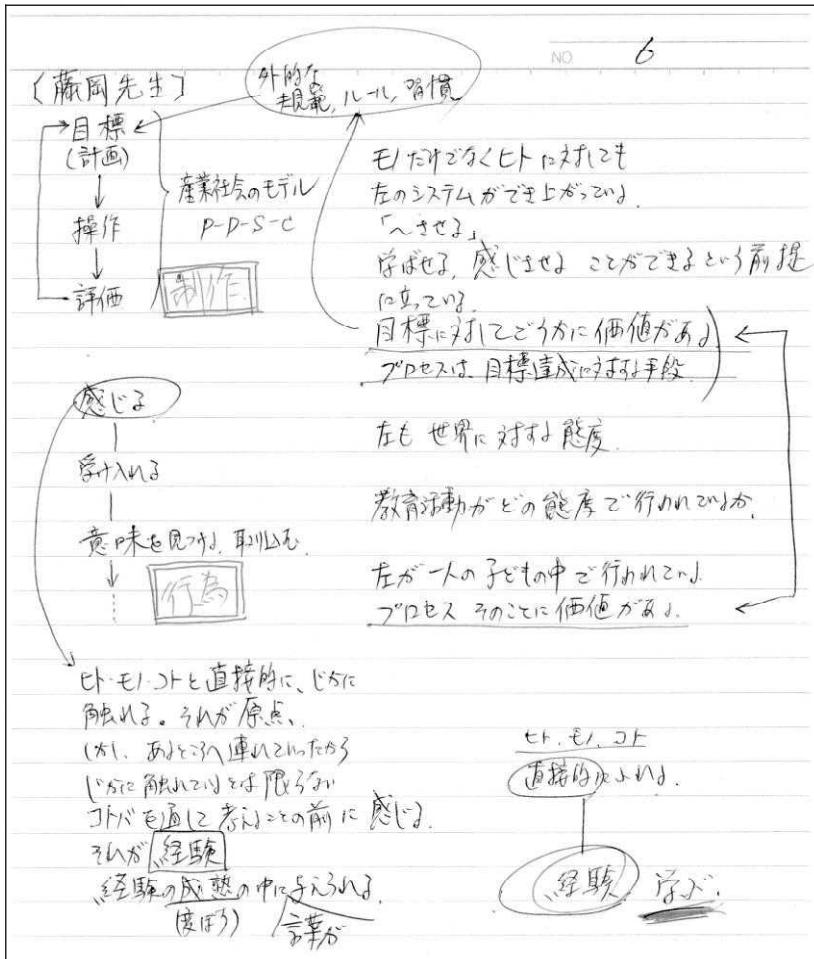 NO. 6
〔藤岡先生〕
外的な
規範, ルール, 習慣
目標
(計画)
操作
評価
産業社会のモデル
P-D-S-C
制作
モノだけでなくヒトに対しても
左のシステムができ上がっている.
「〜させる」
学ばせる, 感じさせる ことができるという前提
に立っている.
目標に対してどうかに価値がある
プロセスは, 目標達成に対する手段
感じる
受け入れる
意味を見つける, 取り込む.
行為
左も 世界に対する態度.
教育活動がどの態度で行われているか.
左が一人の子どもの中で行われている.
プロセス そのことに価値がある.
ヒト・モノ・コトと直接的に、じかに
触れる。それが原点、
しかし、あるところへ連れていったから
じかに触れているとは限らない
コトバを通して考えることの前に感じる.
それが 経験
経験の成熟の中に与えられる.
言葉が
ヒト, モノ, コト
直接的にふれる.
経験 学ぶ.